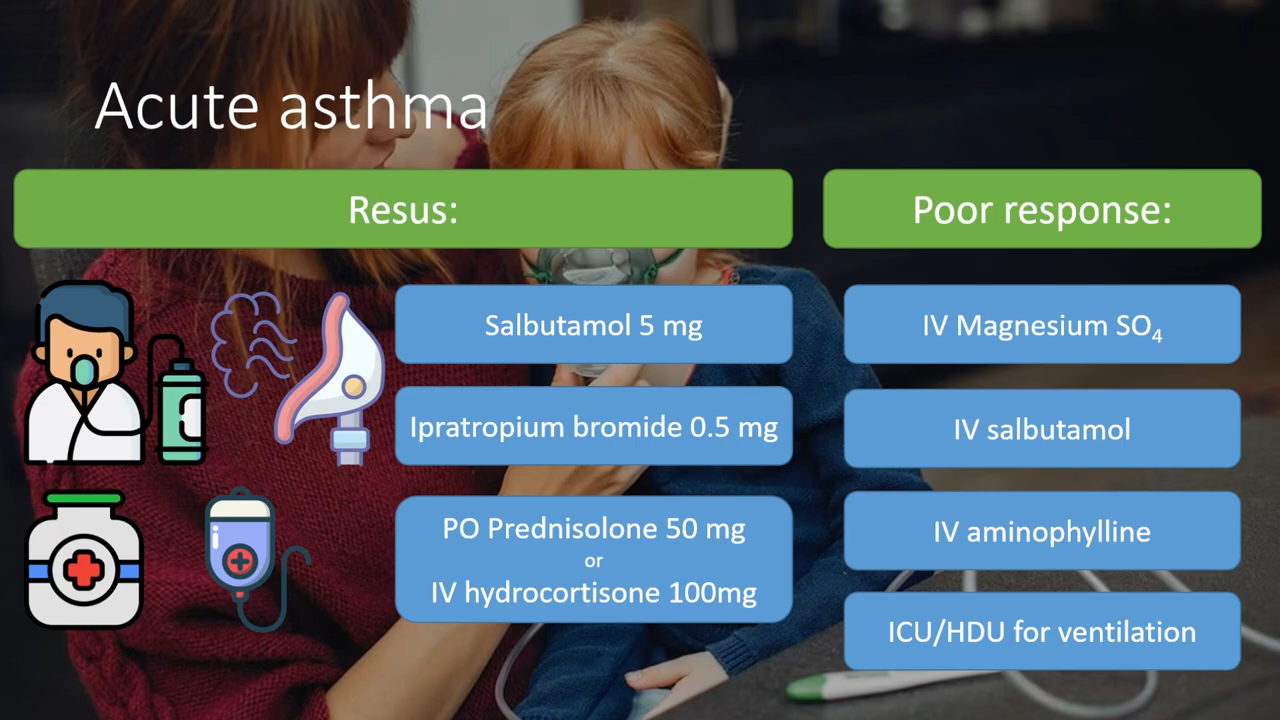 Acute asthma
Resus:
Salbutamol 5 mg
Ipratropium bromide 0.5 mg
PO Prednisolone 50 mg
or
IV hydrocortisone 100mg
Poor response:
IV Magnesium SO₄
IV salbutamol
IV aminophylline
ICU/HDU for ventilation